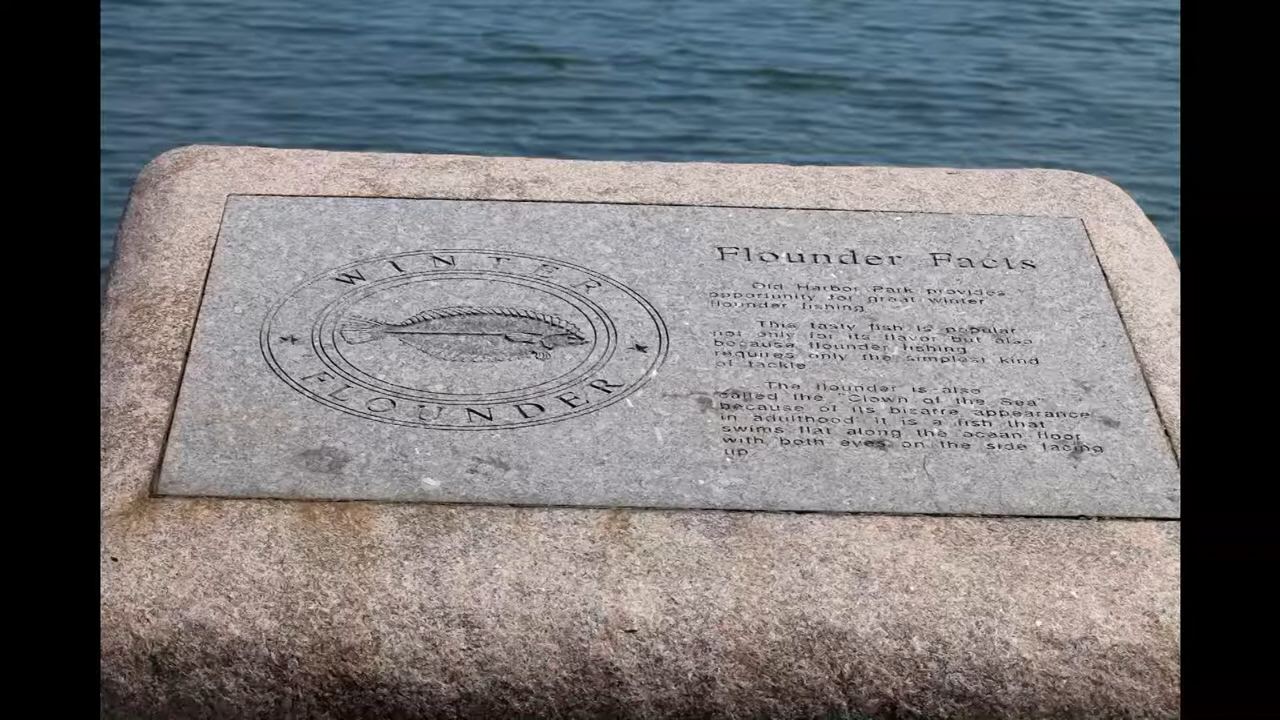 WINTER
FLOUNDER
Flounder Facts
Old Harbor Park provides
opportunity for great winter
flounder fishing.
This tasty fish is popular
not only for its flavor but also
because flounder fishing
requires only the simplest kind
of tackle.
The flounder is also
called the "Clown of the Sea"
because of its bizarre appearance
in adulthood. It is a fish that
swims flat along the ocean floor
with both eyes on the side facing
up.